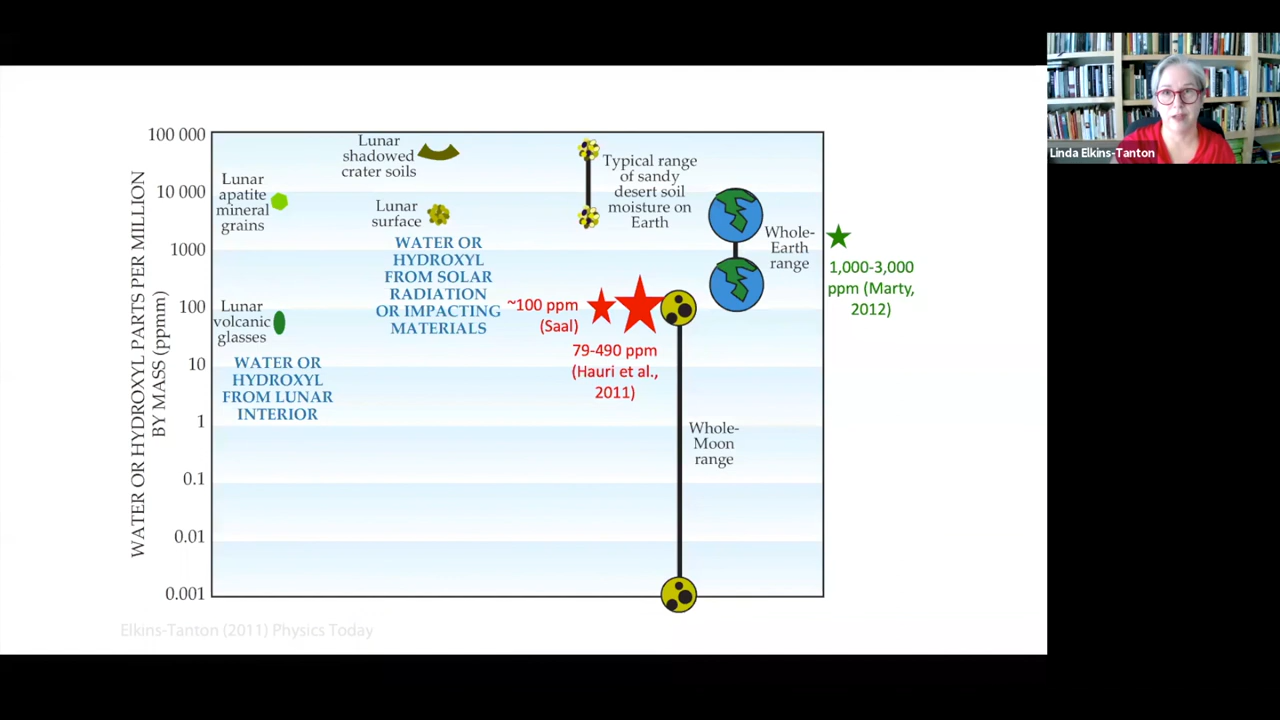 WATER OR HYDROXYL PARTS PER MILLION
BY MASS (ppmm)
100 000
10 000
1000
100
10
1
0.1
0.01
0.001
Lunar
apatite
mineral
grains
Lunar
volcanic
glasses
WATER OR
HYDROXYL
FROM LUNAR
INTERIOR
Lunar
shadowed
crater soils
Lunar
surface
WATER OR
HYDROXYL
FROM SOLAR
RADIATION
OR IMPACTING
MATERIALS
~100 ppm
(Saal)
79-490 ppm
(Hauri et al.,
2011)
Typical range
of sandy
desert soil
moisture on
Earth
Whole-
Moon
range
Whole-
Earth
range
1,000-3,000
ppm (Marty,
2012)
Elkins-Tanton (2011) Physics Today
Linda Elkins-Tanton